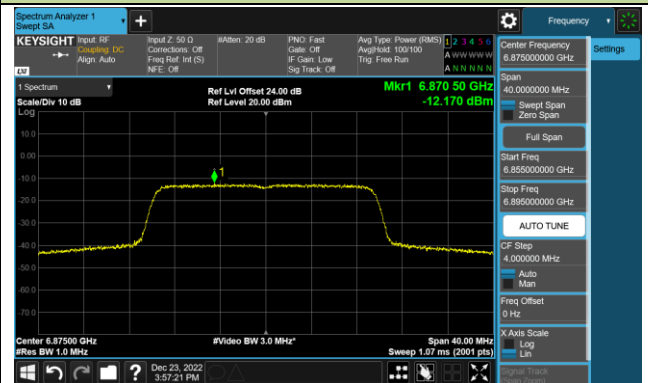 Spectrum Analyzer 1
Swept SA
Frequency
KEYSIGHT
Input: RF
Coupling: DC
Align: Auto
Input Z: 50 Ω
Corrections: Off
Freq Ref: Int (S)
NFE: Off
#Atten: 20 dB
PNO: Fast
Gate: Off
IF Gain: Low
Sig Track: Off
Avg Type: Power (RMS)
Avg|Hold: 100/100
Trig: Free Run
1 2 3 4 5 6
A W W W W W
A N N N N N
LXI
1 Spectrum
Scale/Div 10 dB
Ref Lvl Offset 24.00 dB
Ref Level 20.00 dBm
Mkr1 6.870 50 GHz
-12.170 dBm
Log
10.0
0.00
-10.0
-20.0
-30.0
-40.0
-50.0
-60.0
-70.0
1
Center 6.87500 GHz
#Res BW 1.0 MHz
#Video BW 3.0 MHz*
Span 40.00 MHz
Sweep 1.07 ms (2001 pts)
Dec 23, 2022
3:57:21 PM
Center Frequency
6.875000000 GHz
Settings
Span
40.0000000 MHz
Swept Span
Zero Span
Full Span
Start Freq
6.855000000 GHz
Stop Freq
6.895000000 GHz
AUTO TUNE
CF Step
4.000000 MHz
Auto
Man
Freq Offset
0 Hz
X Axis Scale
Log
Lin
Signal Track
(Span Zoom)